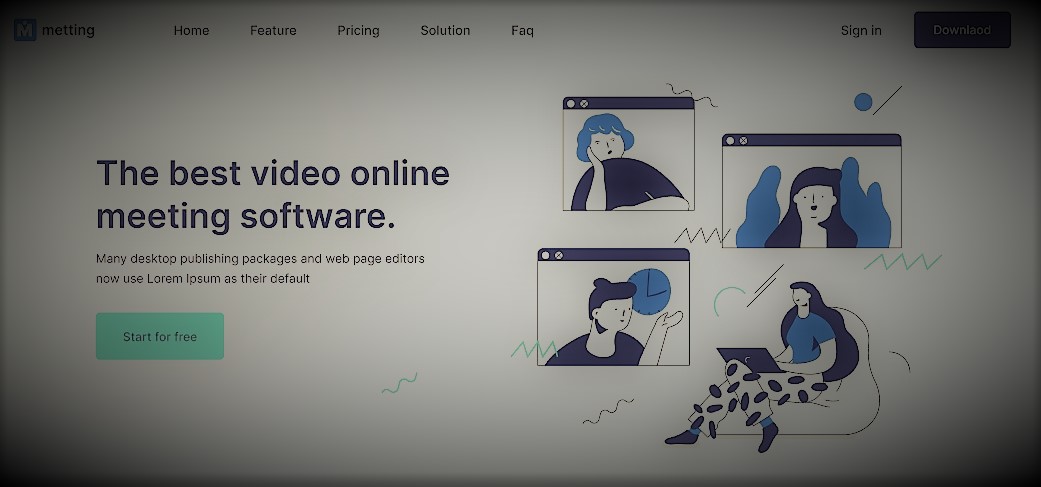 M metting
Home Feature Pricing Solution Faq
Sign in Downlaod
The best video online
meeting software.
Many desktop publishing packages and web page editors
now use Lorem Ipsum as their default
Start for free